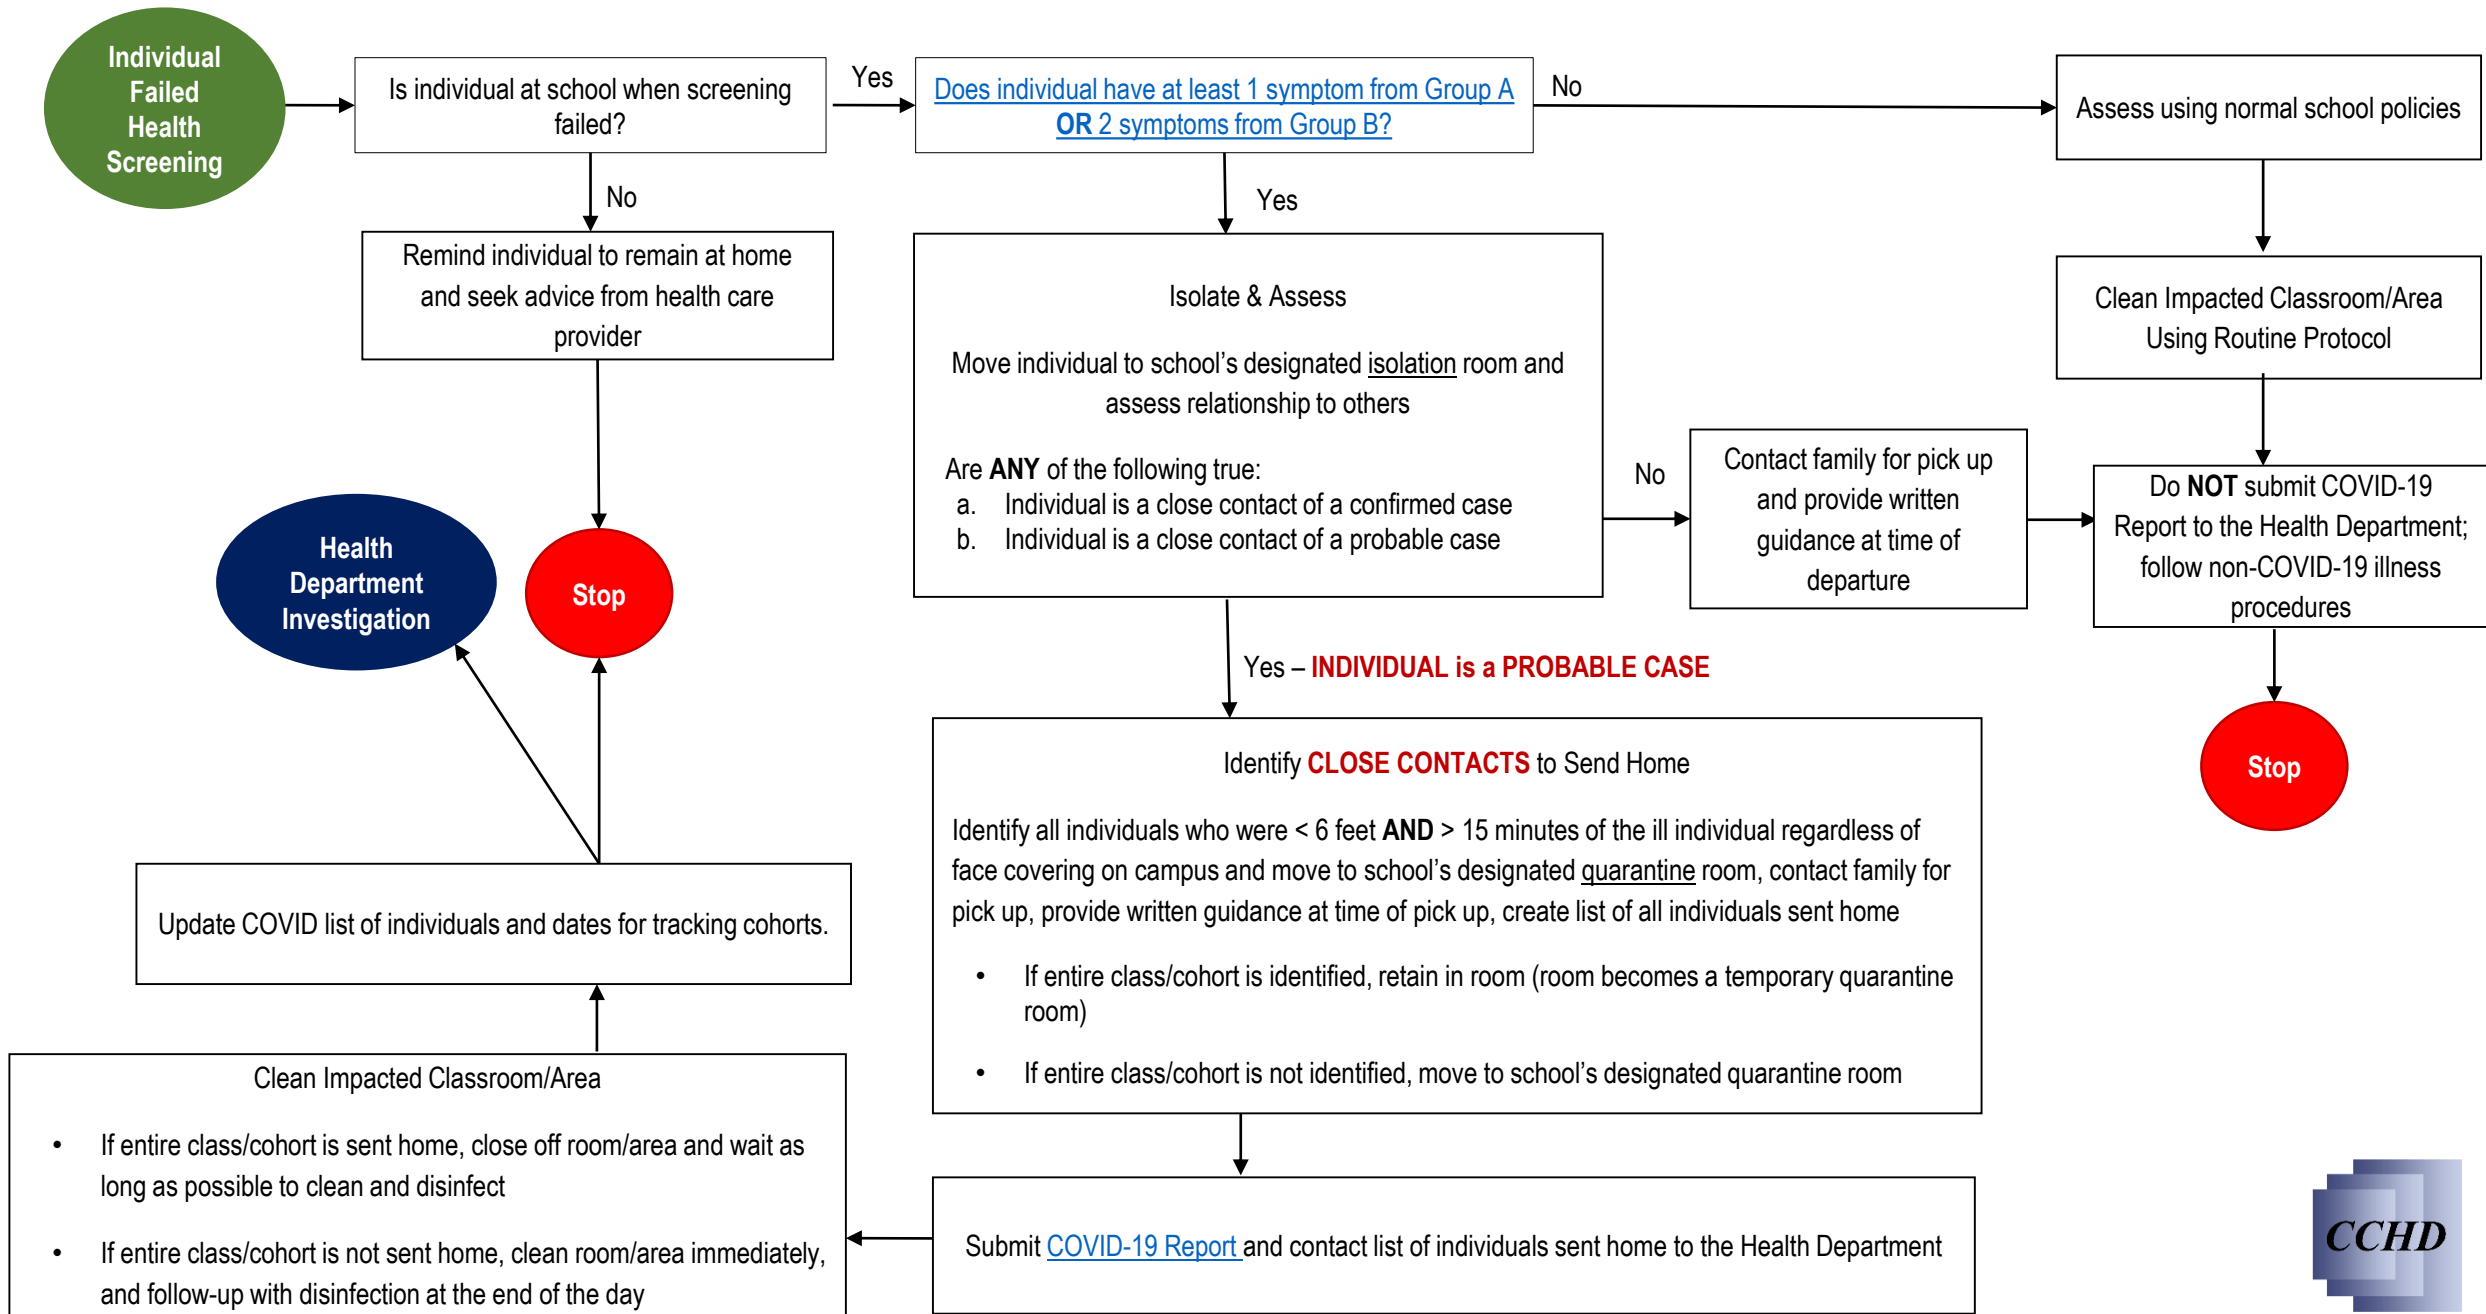 Individual
Failed
Health
Screening
Is individual at school when screening
failed?
Yes
Does individual have at least 1 symptom from Group A
OR 2 symptoms from Group B?
No
Assess using normal school policies
No
Yes
Remind individual to remain at home
and seek advice from health care
provider
Isolate & Assess
Move individual to school’s designated isolation room and
assess relationship to others
Are ANY of the following true:
a. Individual is a close contact of a confirmed case
b. Individual is a close contact of a probable case
Clean Impacted Classroom/Area
Using Routine Protocol
No
Contact family for pick up
and provide written
guidance at time of
departure
Do NOT submit COVID-19
Report to the Health Department;
follow non-COVID-19 illness
procedures
Health
Department
Investigation
Stop
Yes – INDIVIDUAL is a PROBABLE CASE
Stop
Identify CLOSE CONTACTS to Send Home
Identify all individuals who were < 6 feet AND > 15 minutes of the ill individual regardless of
face covering on campus and move to school’s designated quarantine room, contact family for
pick up, provide written guidance at time of pick up, create list of all individuals sent home
• If entire class/cohort is identified, retain in room (room becomes a temporary quarantine
room)
• If entire class/cohort is not identified, move to school’s designated quarantine room
Update COVID list of individuals and dates for tracking cohorts.
Clean Impacted Classroom/Area
• If entire class/cohort is sent home, close off room/area and wait as
long as possible to clean and disinfect
• If entire class/cohort is not sent home, clean room/area immediately,
and follow-up with disinfection at the end of the day
Submit COVID-19 Report and contact list of individuals sent home to the Health Department
CCHD